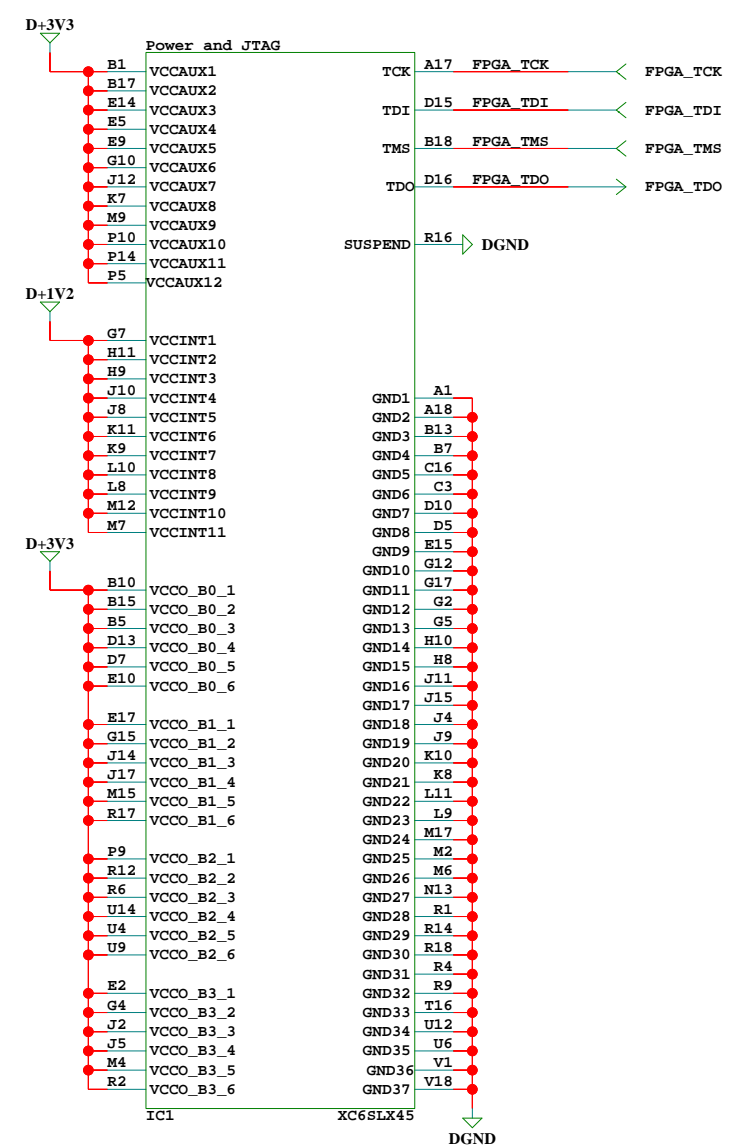 D+3V3
Power and JTAG
B1 VCCAUX1
B17 VCCAUX2
E14 VCCAUX3
E5 VCCAUX4
E9 VCCAUX5
G10 VCCAUX6
J12 VCCAUX7
K7 VCCAUX8
M9 VCCAUX9
P10 VCCAUX10
P14 VCCAUX11
P5 VCCAUX12
TCK A17 FPGA_TCK FPGA_TCK
TDI D15 FPGA_TDI FPGA_TDI
TMS B18 FPGA_TMS FPGA_TMS
TDO D16 FPGA_TDO FPGA_TDO
SUSPEND R16 DGND
D+1V2
G7 VCCINT1
H11 VCCINT2
H9 VCCINT3
J10 VCCINT4
J8 VCCINT5
K11 VCCINT6
K9 VCCINT7
L10 VCCINT8
L8 VCCINT9
M12 VCCINT10
M7 VCCINT11
D+3V3
B10 VCCO_B0_1
B15 VCCO_B0_2
B5 VCCO_B0_3
D13 VCCO_B0_4
D7 VCCO_B0_5
E10 VCCO_B0_6
E17 VCCO_B1_1
G15 VCCO_B1_2
J14 VCCO_B1_3
J17 VCCO_B1_4
M15 VCCO_B1_5
R17 VCCO_B1_6
P9 VCCO_B2_1
R12 VCCO_B2_2
R6 VCCO_B2_3
U14 VCCO_B2_4
U4 VCCO_B2_5
U9 VCCO_B2_6
E2 VCCO_B3_1
G4 VCCO_B3_2
J2 VCCO_B3_3
J5 VCCO_B3_4
M4 VCCO_B3_5
R2 VCCO_B3_6
GND1 A1
GND2 A18
GND3 B13
GND4 B7
GND5 C16
GND6 C3
GND7 D10
GND8 D5
GND9 E15
GND10 G12
GND11 G17
GND12 G2
GND13 G5
GND14 H10
GND15 H8
GND16 J11
GND17 J15
GND18 J4
GND19 J9
GND20 K10
GND21 K8
GND22 L11
GND23 L9
GND24 M17
GND25 M2
GND26 M6
GND27 N13
GND28 R1
GND29 R14
GND30 R18
GND31 R4
GND32 R9
GND33 T16
GND34 U12
GND35 U6
GND36 V1
GND37 V18
IC1 XC6SLX45
DGND